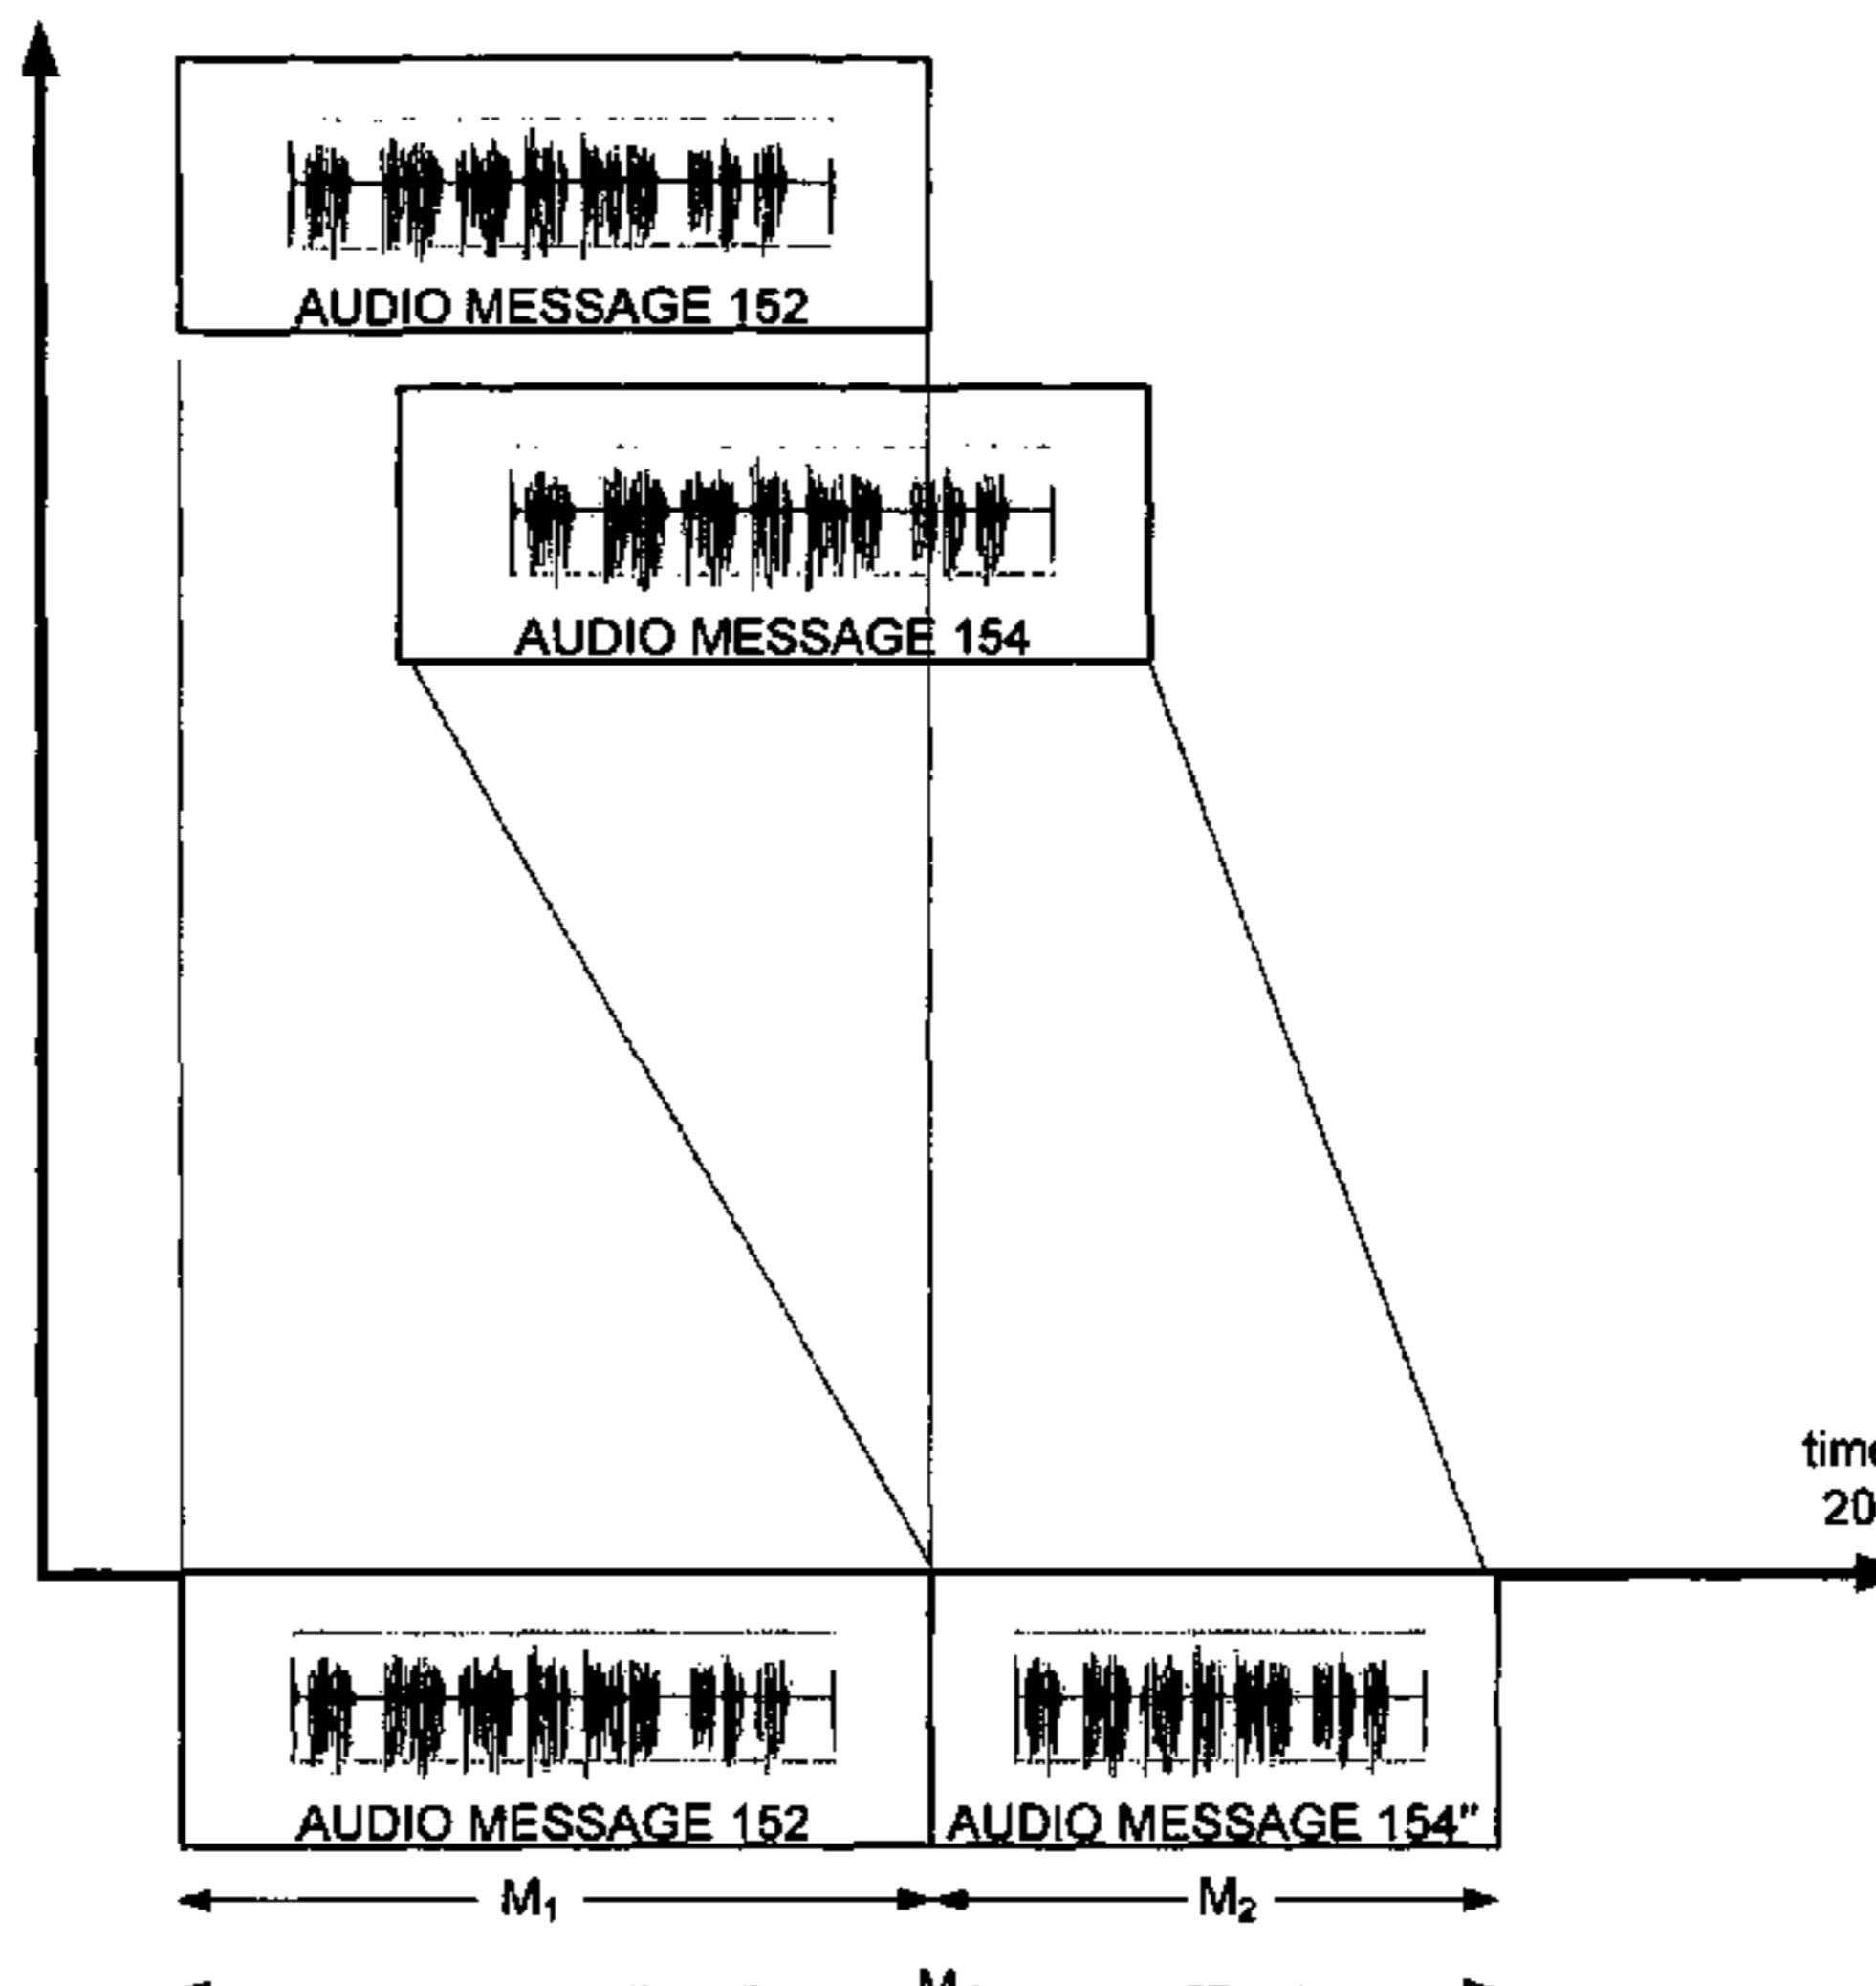 AUDIO MESSAGE 152
AUDIO MESSAGE 154
AUDIO MESSAGE 152
AUDIO MESSAGE 154"
M₁
M₂